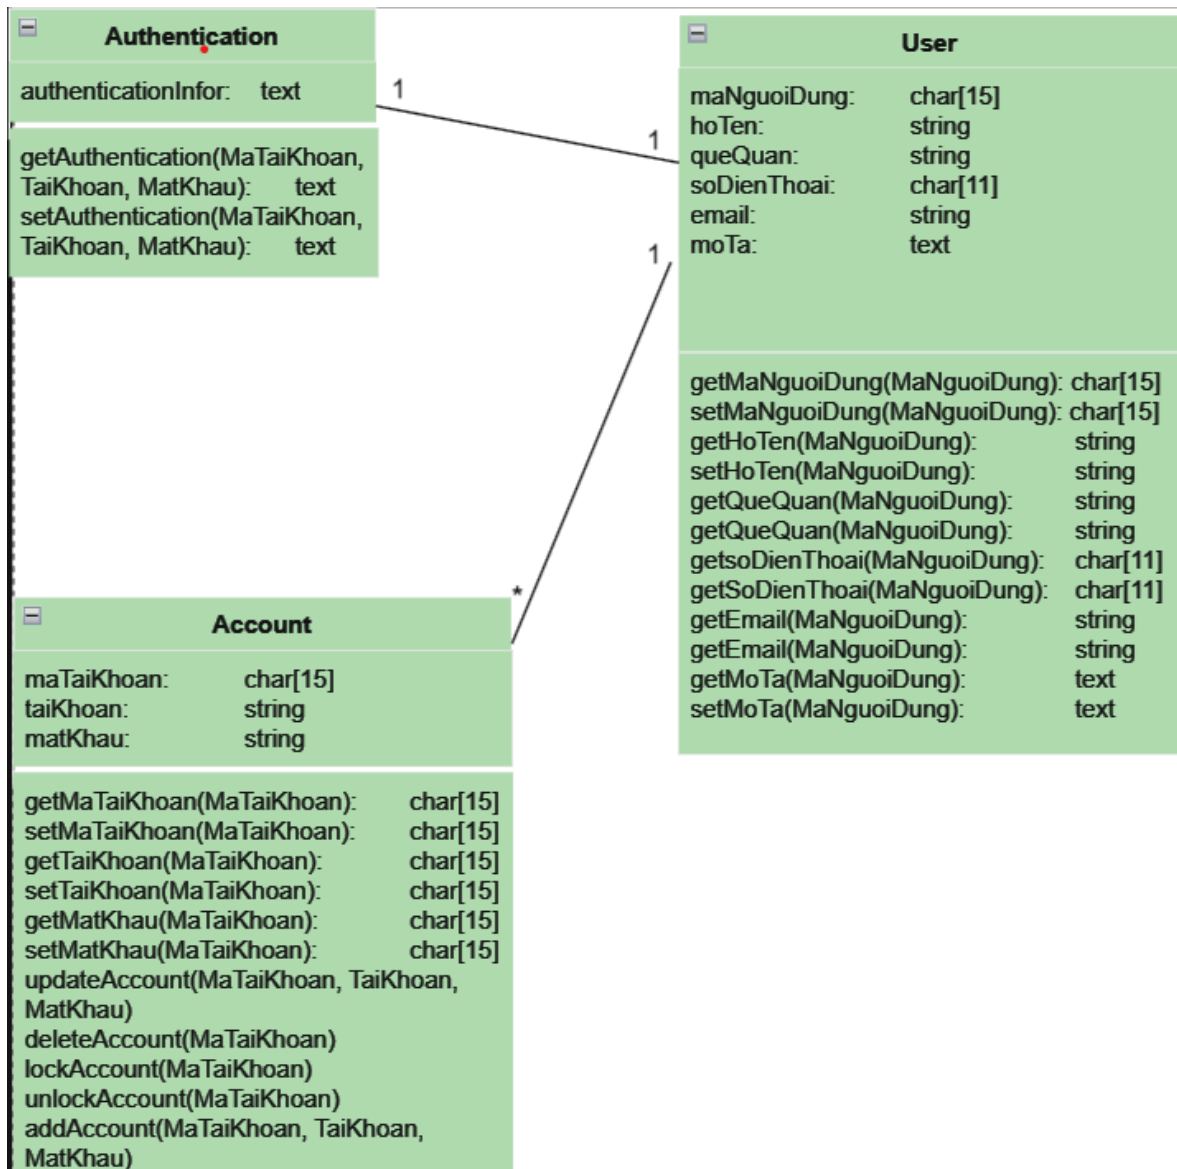 Authentication
authenticationInfor: text
getAuthentication(MaTaiKhoan,
TaiKhoan, MatKhau): text
setAuthentication(MaTaiKhoan,
TaiKhoan, MatKhau): text
1
1
User
maNguoiDung: char[15]
hoTen: string
queQuan: string
soDienThoai: char[11]
email: string
moTa: text
getMaNguoiDung(MaNguoiDung): char[15]
setMaNguoiDung(MaNguoiDung): char[15]
getHoTen(MaNguoiDung): string
setHoTen(MaNguoiDung): string
getQueQuan(MaNguoiDung): string
getQueQuan(MaNguoiDung): string
getsoDienThoai(MaNguoiDung): char[11]
getSoDienThoai(MaNguoiDung): char[11]
getEmail(MaNguoiDung): string
getEmail(MaNguoiDung): string
getMoTa(MaNguoiDung): text
setMoTa(MaNguoiDung): text
1
*
Account
maTaiKhoan: char[15]
taiKhoan: string
matKhau: string
getMaTaiKhoan(MaTaiKhoan): char[15]
setMaTaiKhoan(MaTaiKhoan): char[15]
getTaiKhoan(MaTaiKhoan): char[15]
setTaiKhoan(MaTaiKhoan): char[15]
getMatKhau(MaTaiKhoan): char[15]
setMatKhau(MaTaiKhoan): char[15]
updateAccount(MaTaiKhoan, TaiKhoan,
MatKhau)
deleteAccount(MaTaiKhoan)
lockAccount(MaTaiKhoan)
unlockAccount(MaTaiKhoan)
addAccount(MaTaiKhoan, TaiKhoan,
MatKhau)